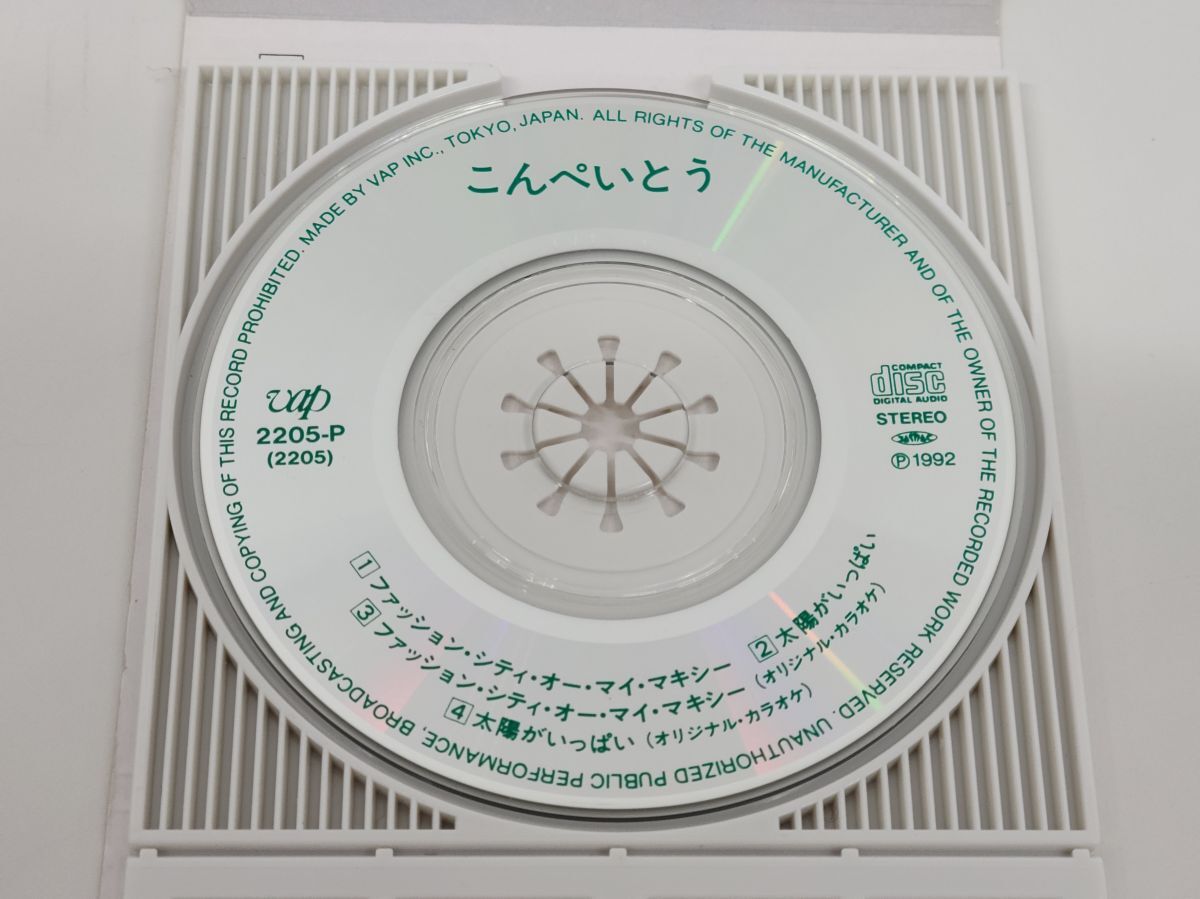 こんぺいとう
vap
2205-P
(2205)
COMPACT
disc
DIGITAL AUDIO
STEREO
Ⓟ1992
1 ファッション・シティ・オー・マイ・マキシー
2 太陽がいっぱい
3 ファッション・シティ・オー・マイ・マキシー (オリジナル・カラオケ)
4 太陽がいっぱい (オリジナル・カラオケ)
MADE BY VAP INC., TOKYO, JAPAN. ALL RIGHTS OF THE MANUFACTURER AND OF THE OWNER OF THE RECORDED WORK RESERVED. UNAUTHORIZED PUBLIC PERFORMANCE, BROADCASTING AND COPYING OF THIS RECORD PROHIBITED.